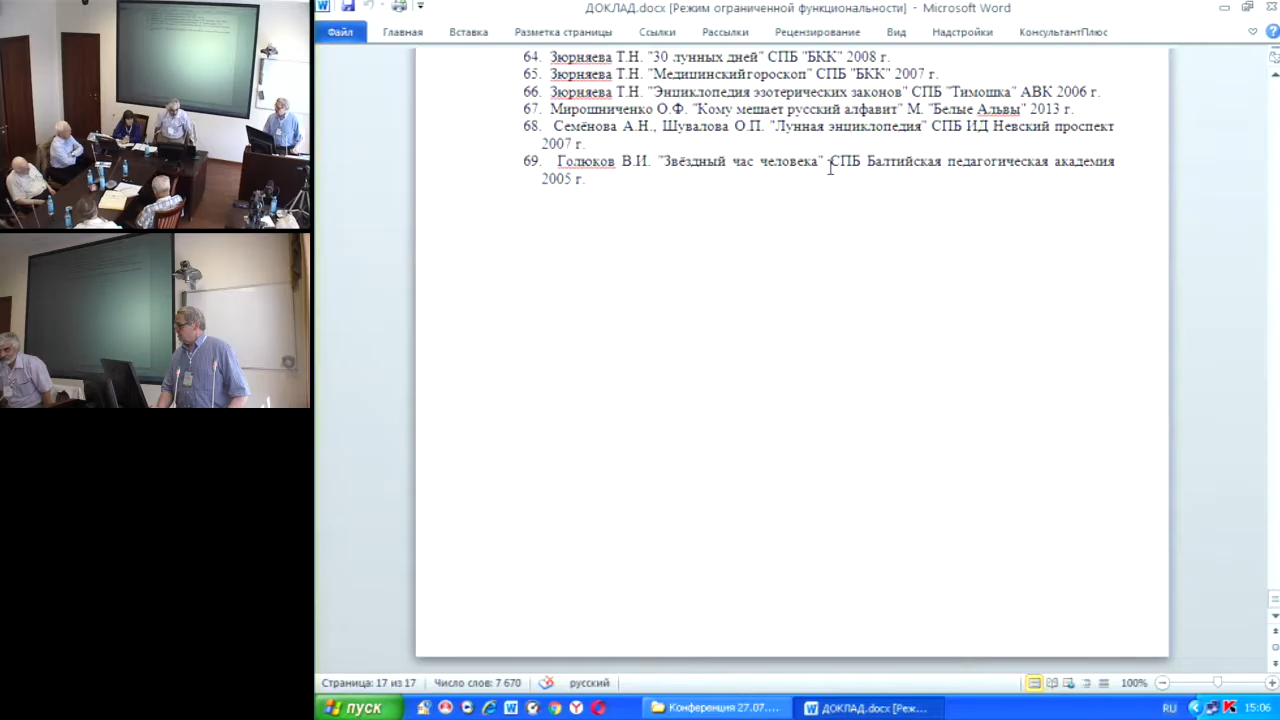 ДОКЛАД.docx [Режим ограниченной функциональности] - Microsoft Word
Файл Главная Вставка Разметка страницы Ссылки Рассылки Рецензирование Вид Надстройки КонсультантПлюс
64. Зюрняева Т.Н. "30 лунных дней" СПБ "БКК" 2008 г.
65. Зюрняева Т.Н. "Медицинский гороскоп" СПБ "БКК" 2007 г.
66. Зюрняева Т.Н. "Энциклопедия эзотерических законов" СПБ "Тимошка" АВК 2006 г.
67. Мирошниченко О.Ф. "Кому мешает русский алфавит" М. "Белые Альвы" 2013 г.
68. Семёнова А.Н., Шувалова О.П. "Лунная энциклопедия" СПБ ИД Невский проспект
2007 г.
69. Голюков В.И. "Звёздный час человека" СПБ Балтийская педагогическая академия
2005 г.
Страница: 17 из 17 Число слов: 7 670 русский 100%
пуск Конференция 27.07.... ДОКЛАД.docx [Реж... RU 15:06